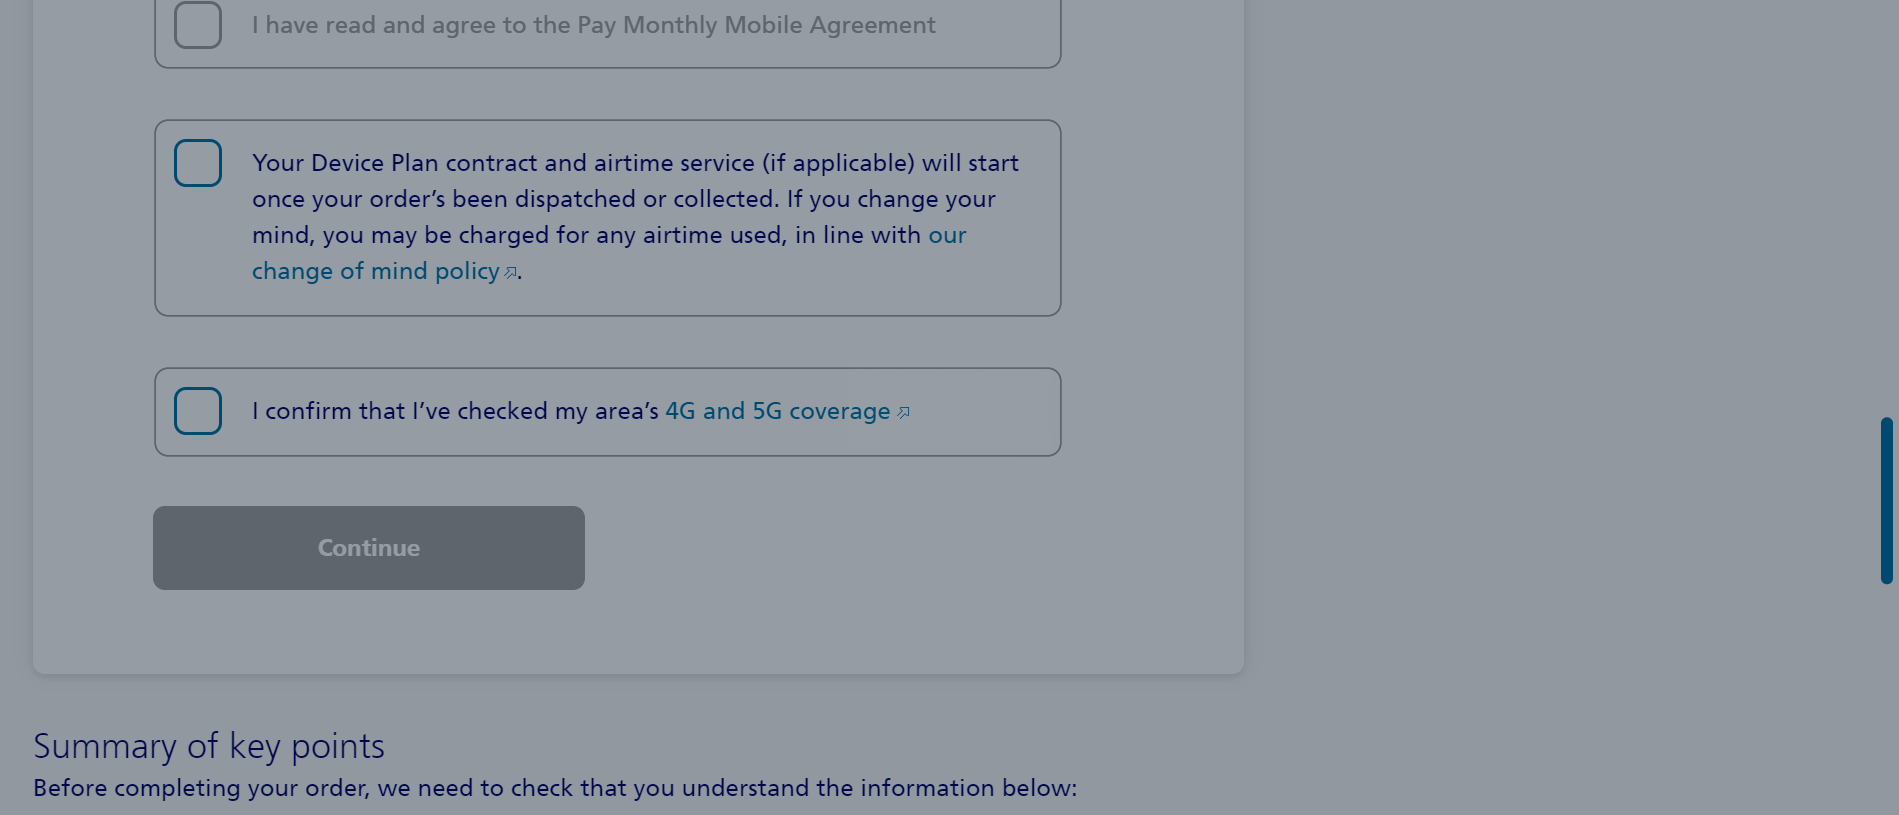 I have read and agree to the Pay Monthly Mobile Agreement
Your Device Plan contract and airtime service (if applicable) will start
once your order’s been dispatched or collected. If you change your
mind, you may be charged for any airtime used, in line with our
change of mind policy.
I confirm that I’ve checked my area’s 4G and 5G coverage
Continue
Summary of key points
Before completing your order, we need to check that you understand the information below: